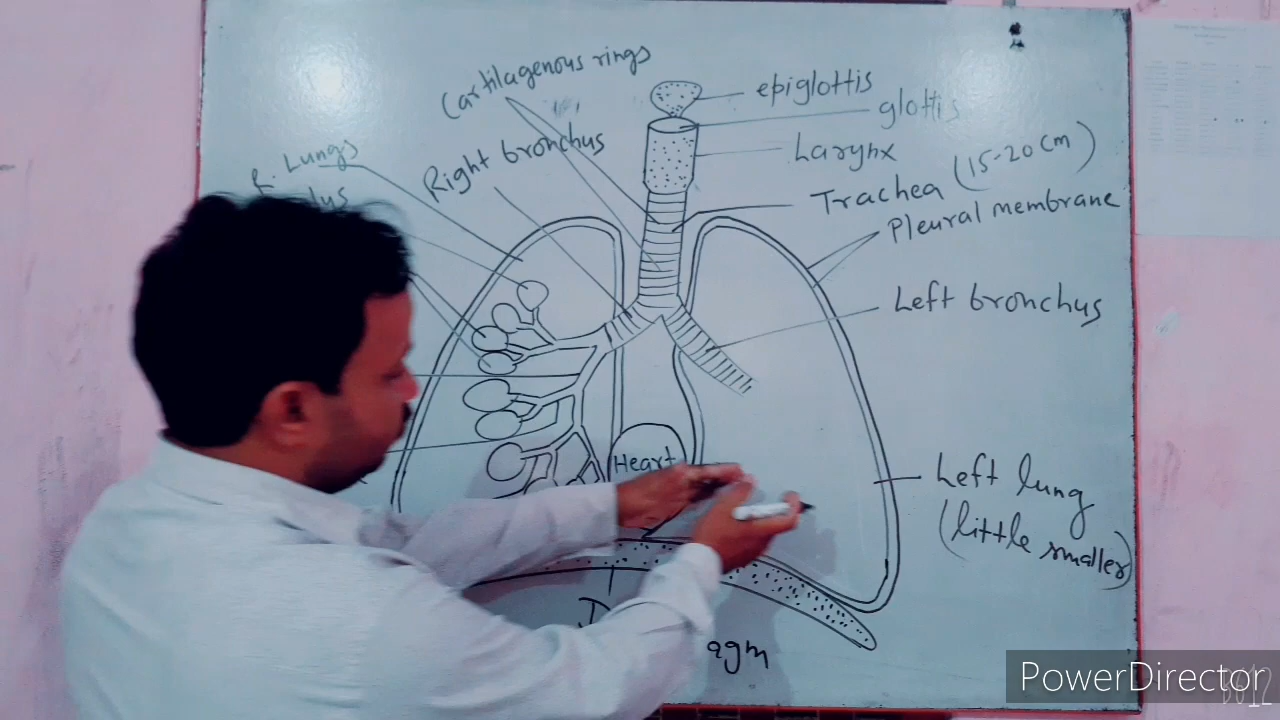 Cartilagenous rings
epiglottis
glottis
Larynx
Right bronchus
R. Lungs
Trachea (15-20 cm)
Pleural membrane
Left bronchus
Heart
Left lung
(little smaller)
PowerDirector